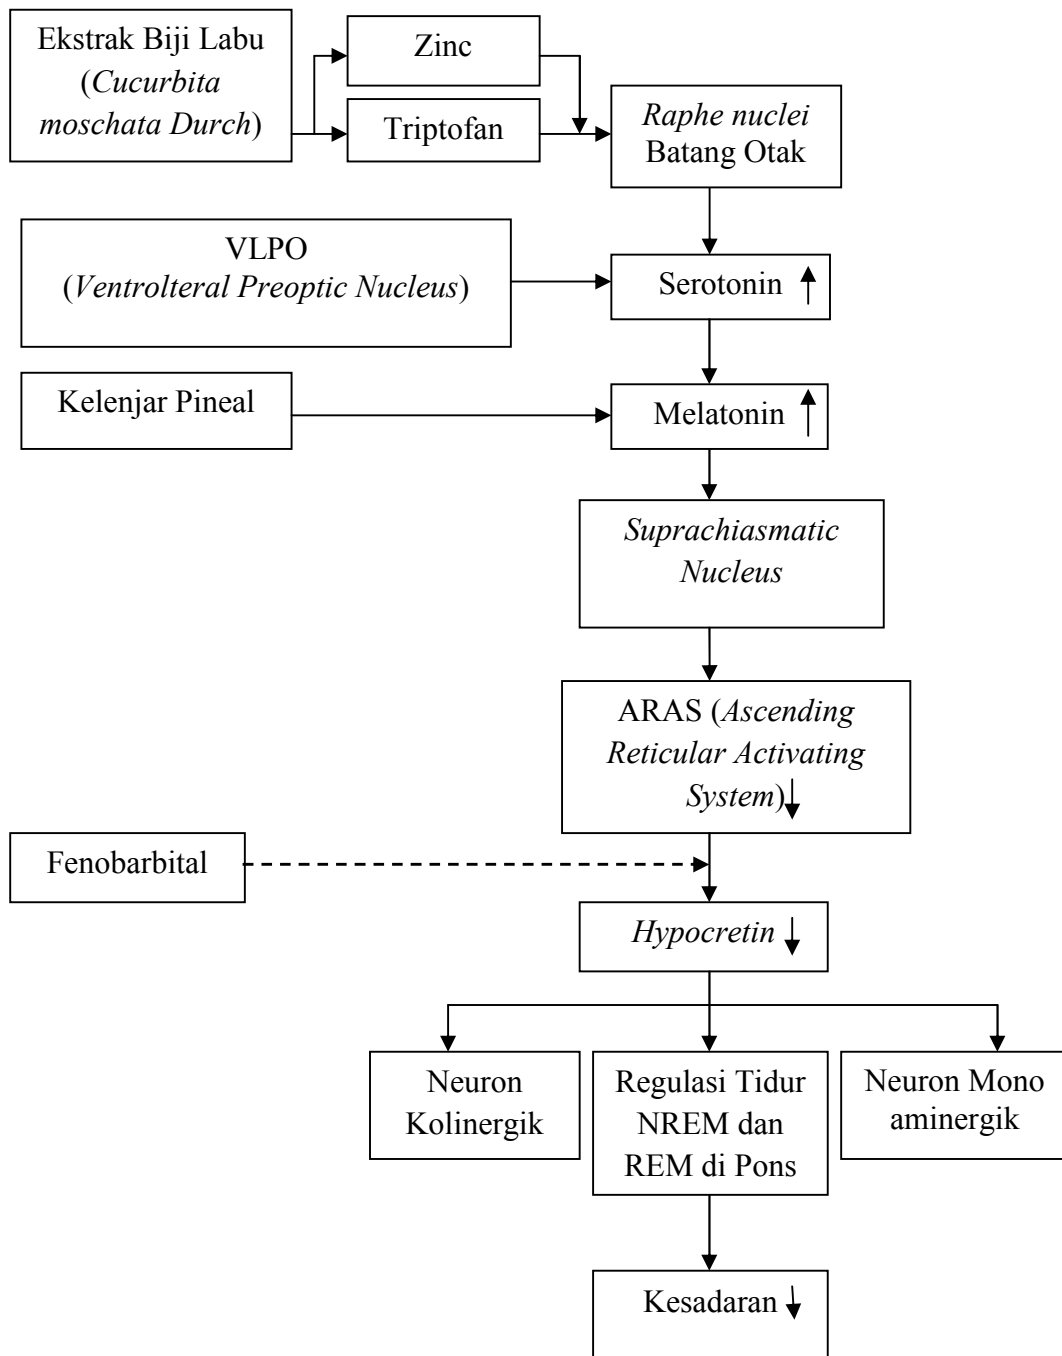 Ekstrak Biji Labu
(Cucurbita
moschata Durch)
Zinc
Triptofan
Raphe nuclei
Batang Otak
VLPO
(Ventrolteral Preoptic Nucleus)
Serotonin
Kelenjar Pineal
Melatonin
Suprachiasmatic
Nucleus
ARAS (Ascending
Reticular Activating
System)
Fenobarbital
Hypocretin
Neuron
Kolinergik
Regulasi Tidur
NREM dan
REM di Pons
Neuron Mono
aminergik
Kesadaran